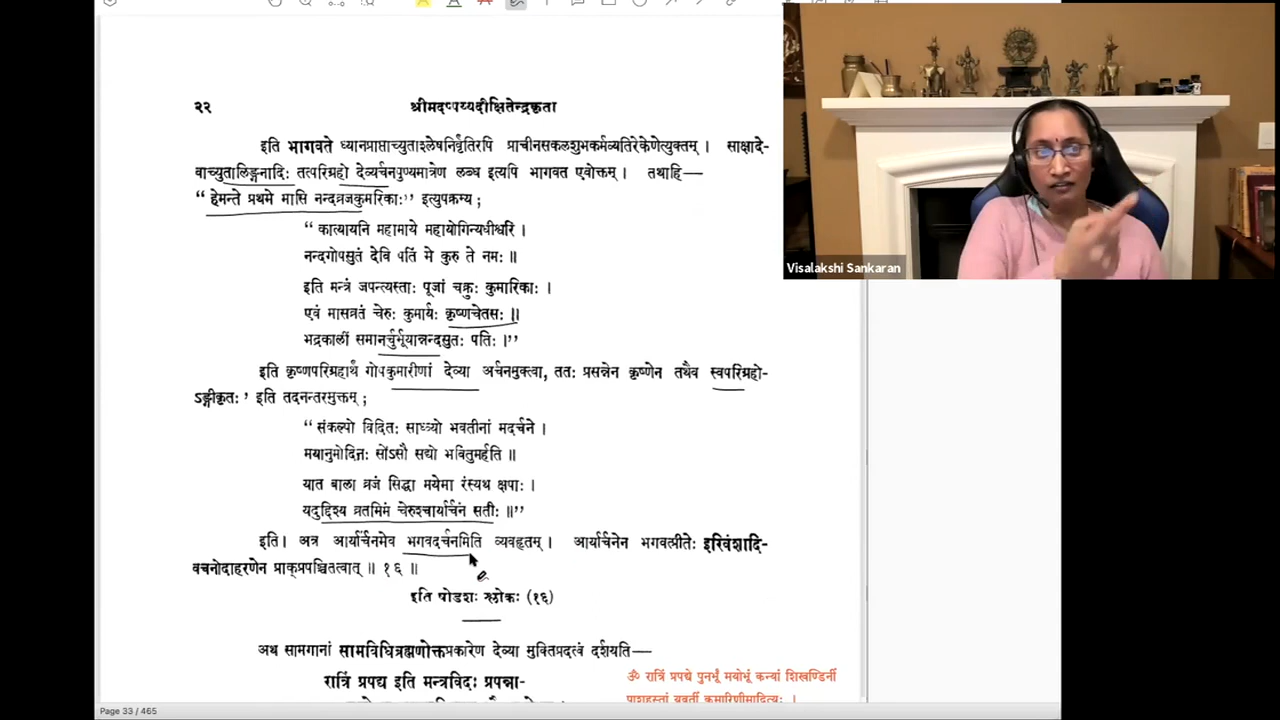 २२
श्रीमदप्पय्यदीक्षितेन्द्रकृता
इति भागवते ध्यानप्राप्ताच्युताश्लेषनिर्वृतिरपि प्राचीनसकलशुभकर्मव्यतिरेकेणेत्युक्तम् । साक्षादे-
वाच्युतालिङ्गनादिः तत्परिग्रहो देव्यर्चनपुण्यमात्रेण लब्ध इत्यपि भागवत एवोक्तम् । तथाहि—
“ हेमन्ते प्रथमे मासि नन्दव्रजकुमारिकाः ” इत्युपक्रम्य ;
“ कात्यायनि महामाये महायोगिन्यधीश्वरि ।
नन्दगोपसुतं देवि पतिं मे कुरु ते नमः ॥
इति मन्त्रं जपन्त्यस्ताः पूजां चक्रुः कुमारिकाः ।
एवं मासव्रतं चेरुः कुमार्यः कृष्णचेतसः ॥
भद्रकालीं समानर्चुर्भूयान्नन्दसुतः पतिः ।”
इति कृष्णपरिग्रहार्थं गोपकुमारीणां देव्या अर्चनमुक्त्वा, ततः प्रसन्नेन कृष्णेन तथैव स्वपरिग्रहो-
ऽङ्गीकृतः ’ इति तदनन्तरमुक्तम् ;
“ संकल्पो विदितः साध्व्यो भवतीनां मदर्चने ।
मयानुमोदितः सोंऽसौ सद्यो भवितुमर्हति ॥
यात बाला व्रजं सिद्धा मयेमा रंस्यथ क्षपाः ।
यदुद्दिश्य व्रतमिमं चेरुश्चार्यार्चनं सतीः ॥”
इति । अत्र आर्यार्चनमेव भगवदर्चनमिति व्यवहृतम् । आर्यार्चनेन भगवत्प्रीतेः हरिवंशादि-
वचनोदाहरणेन प्राक्प्रपञ्चितत्वात् ॥ १६ ॥
इति षोडशः श्लोकः (१६)
अथ सामगानां सामविधिब्रह्मणोक्तप्रकारेण देव्या मुक्तिप्रदत्वं दर्शयति—
रात्रिं प्रपद्य इति मन्त्रविदः प्रपन्ना-
ॐ रात्रिं प्रपद्ये पुनर्भूं मयोभूं कन्यां शिखण्डिनीं
पाशहस्तां युवतीं कुमारिणीमादित्यः ।
Page 33 / 465
Visalakshi Sankaran